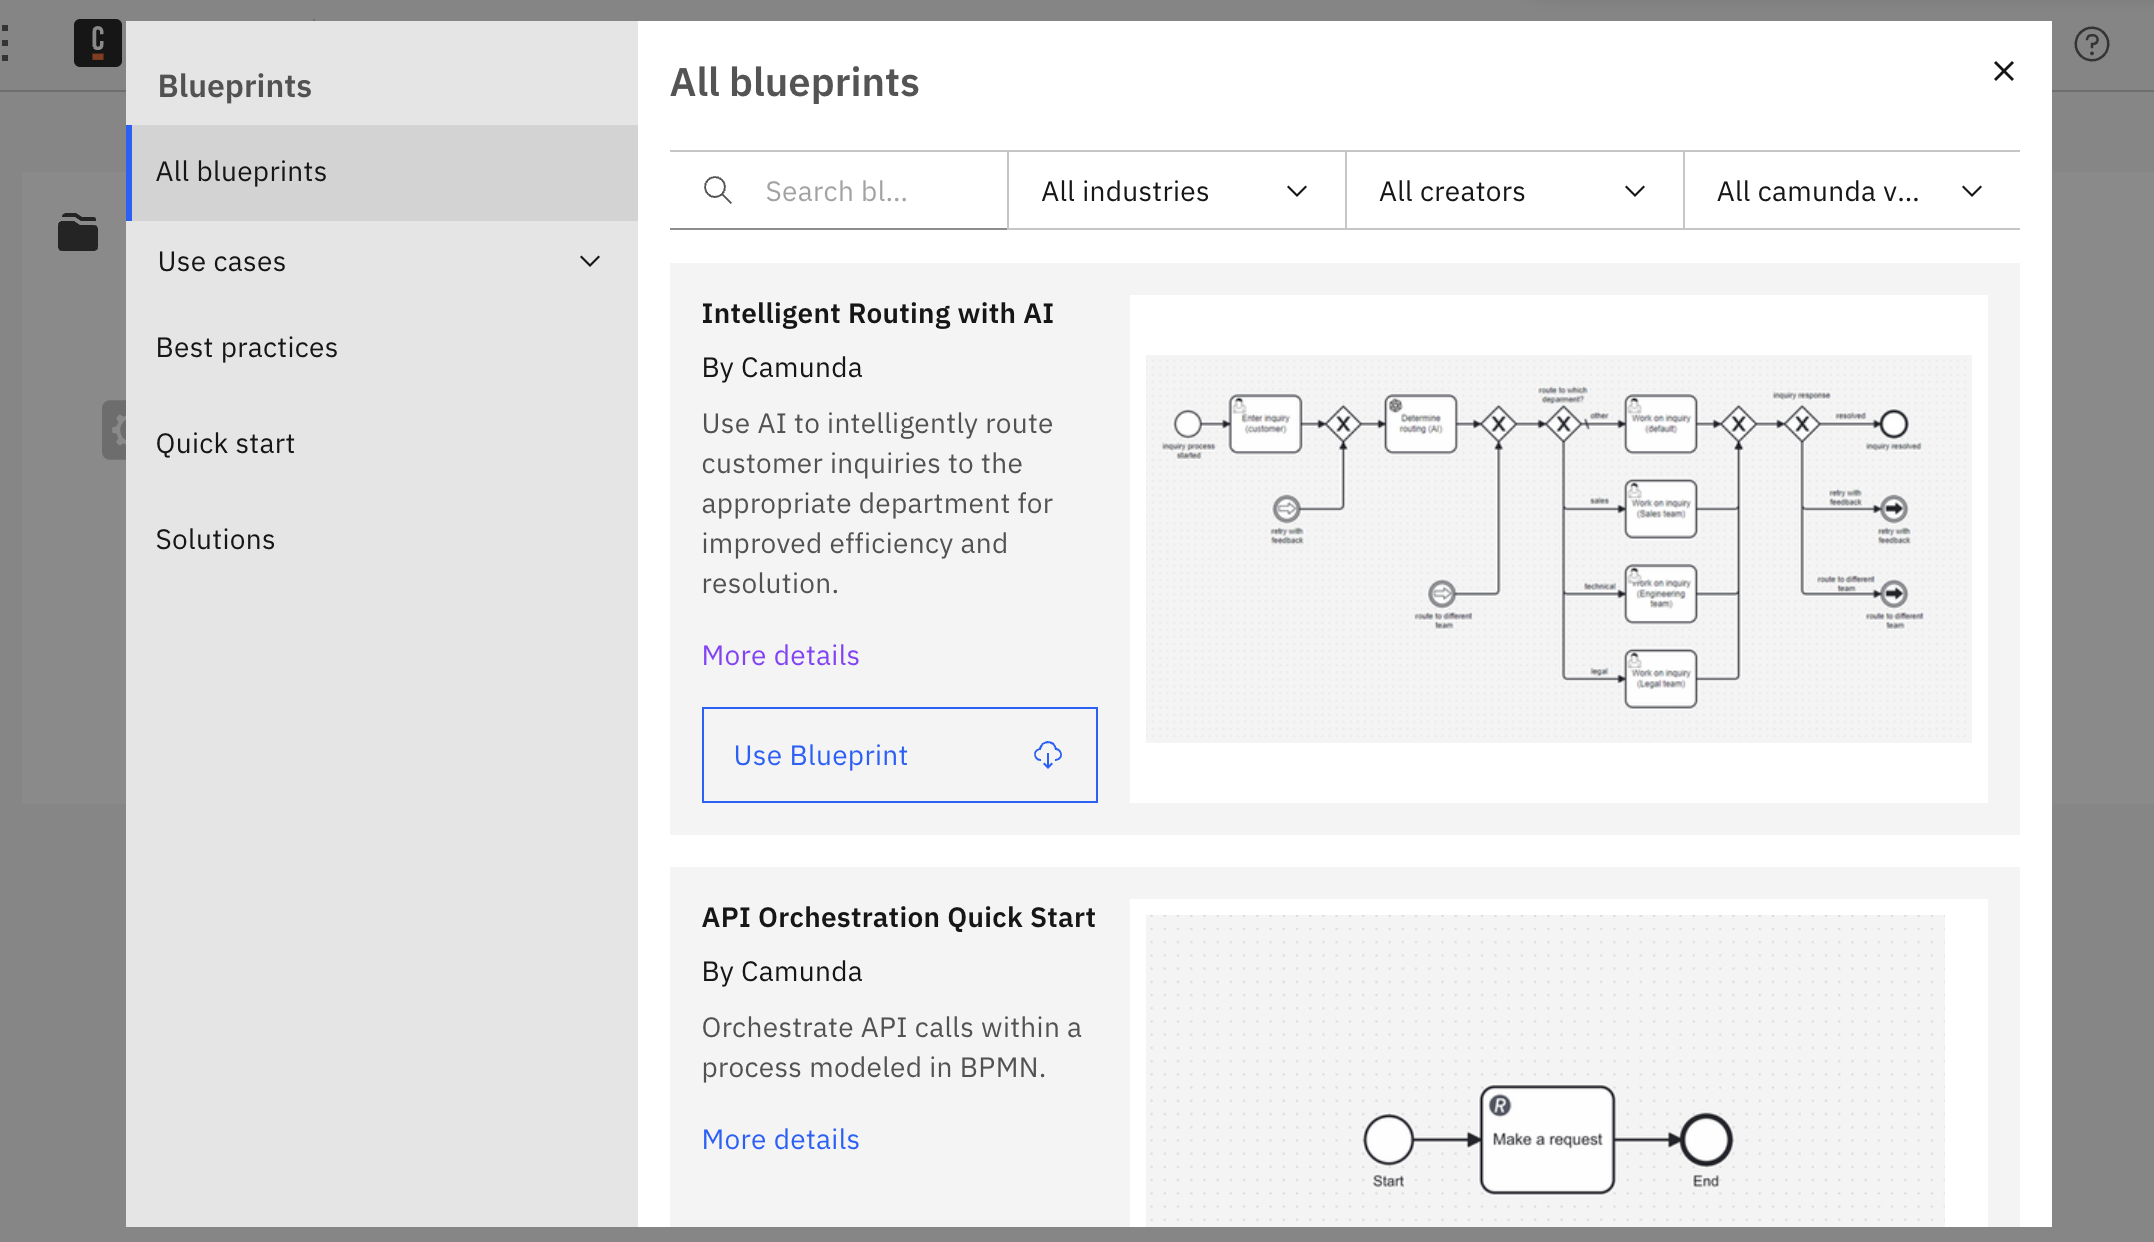 C
Blueprints
All blueprints
Use cases
Best practices
Quick start
Solutions
All blueprints
Search bl...
All industries
All creators
All camunda v...
Intelligent Routing with AI
By Camunda
Use AI to intelligently route
customer inquiries to the
appropriate department for
improved efficiency and
resolution.
More details
Use Blueprint
inquiry process
started
Enter inquiry
(customer)
retry with
feedback
Determine
routing (AI)
route to different
team
route to which
deparment?
other
sales
technical
legal
Work on inquiry
(default)
Work on inquiry
(Sales team)
Work on inquiry
(Engineering
team)
Work on inquiry
(Legal team)
inquiry response
resolved
inquiry resolved
retry with
feedback
retry with
feedback
route to different
team
route to different
team
API Orchestration Quick Start
By Camunda
Orchestrate API calls within a
process modeled in BPMN.
More details
R
Make a request
Start
End